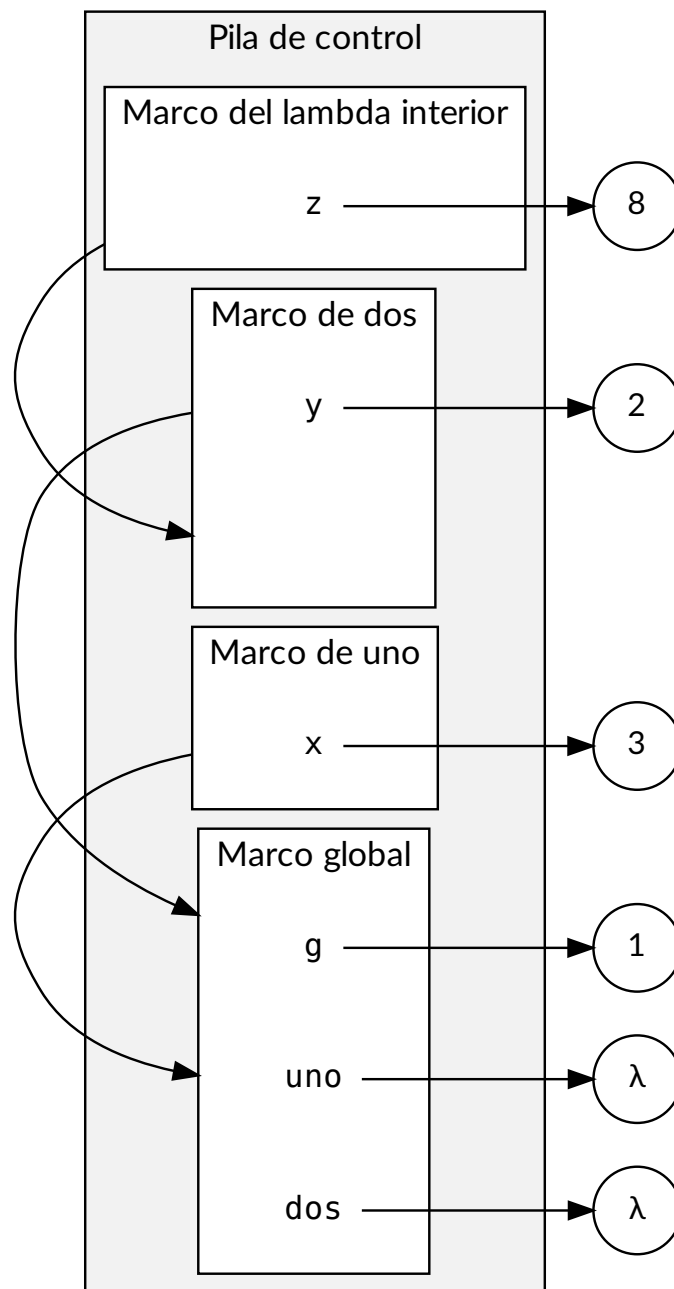 Pila de control
Marco del lambda interior
z 8
Marco de dos
y 2
Marco de uno
x 3
Marco global
g 1
uno λ
dos λ